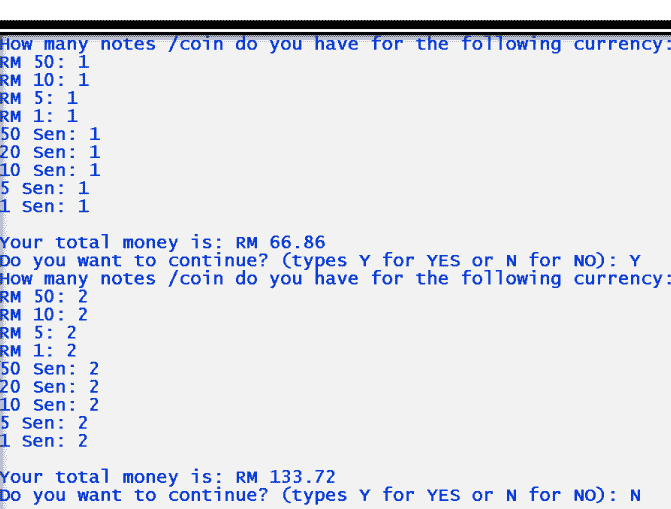 How many notes /coin do you have for the following currency:
RM 50: 1
RM 10: 1
RM 5: 1
RM 1: 1
50 Sen: 1
20 Sen: 1
10 Sen: 1
5 Sen: 1
1 Sen: 1
Your total money is: RM 66.86
Do you want to continue? (types Y for YES or N for NO): Y
How many notes /coin do you have for the following currency:
RM 50: 2
RM 10: 2
RM 5: 2
RM 1: 2
50 Sen: 2
20 Sen: 2
10 Sen: 2
5 Sen: 2
1 Sen: 2
Your total money is: RM 133.72
Do you want to continue? (types Y for YES or N for NO): N